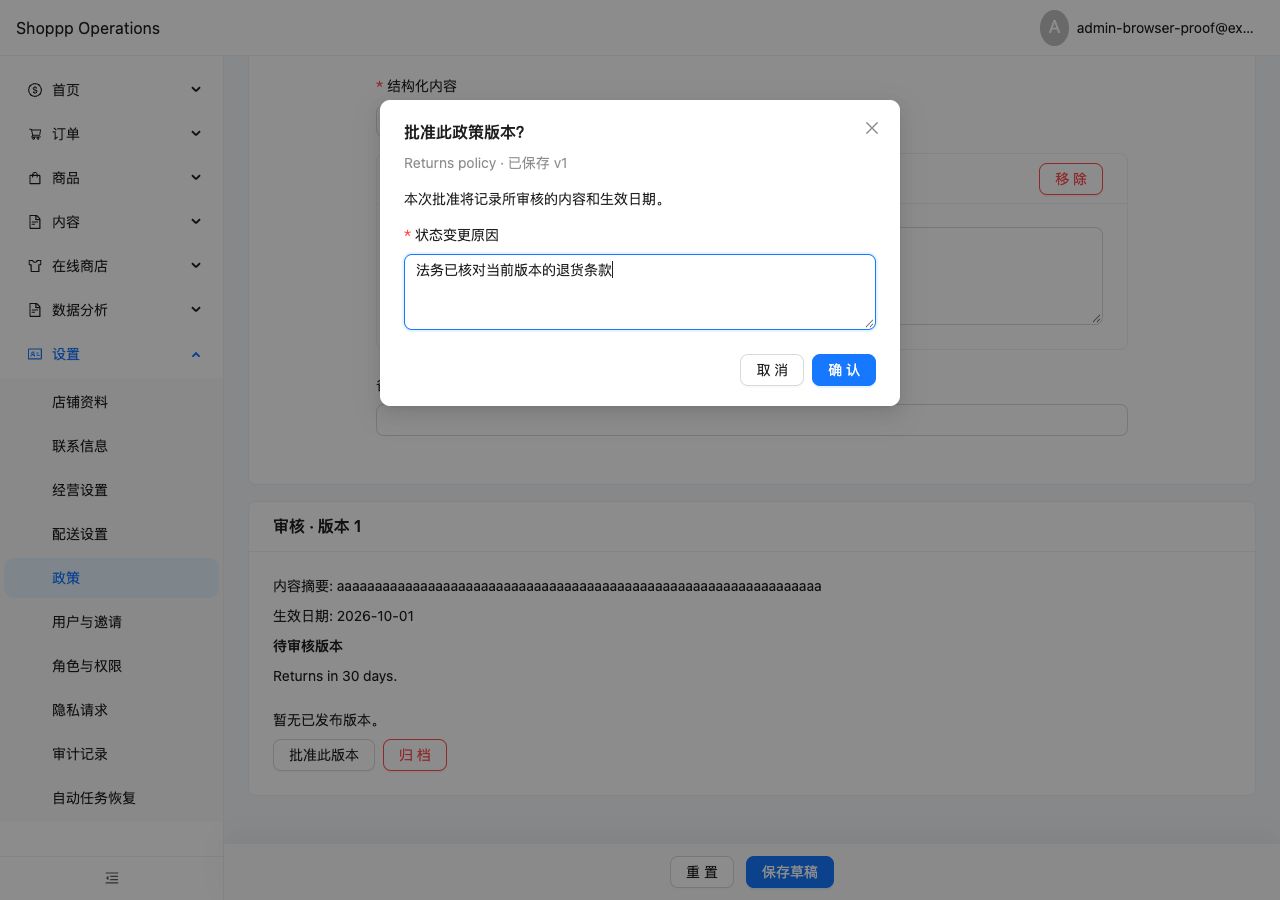 Shoppp Operations
A
admin-browser-proof@ex...
首页
订单
商品
内容
在线商店
数据分析
设置
店铺资料
联系信息
经营设置
配送设置
政策
用户与邀请
角色与权限
隐私请求
审计记录
自动任务恢复
* 结构化内容
移 除
批准此政策版本?
Returns policy · 已保存 v1
本次批准将记录所审核的内容和生效日期。
* 状态变更原因
法务已核对当前版本的退货条款
取 消
确 认
审核 · 版本 1
内容摘要: aaaaaaaaaaaaaaaaaaaaaaaaaaaaaaaaaaaaaaaaaaaaaaaaaaaaaaaaaaaaaaaa
生效日期: 2026-10-01
待审核版本
Returns in 30 days.
暂无已发布版本。
批准此版本
归 档
重 置
保存草稿